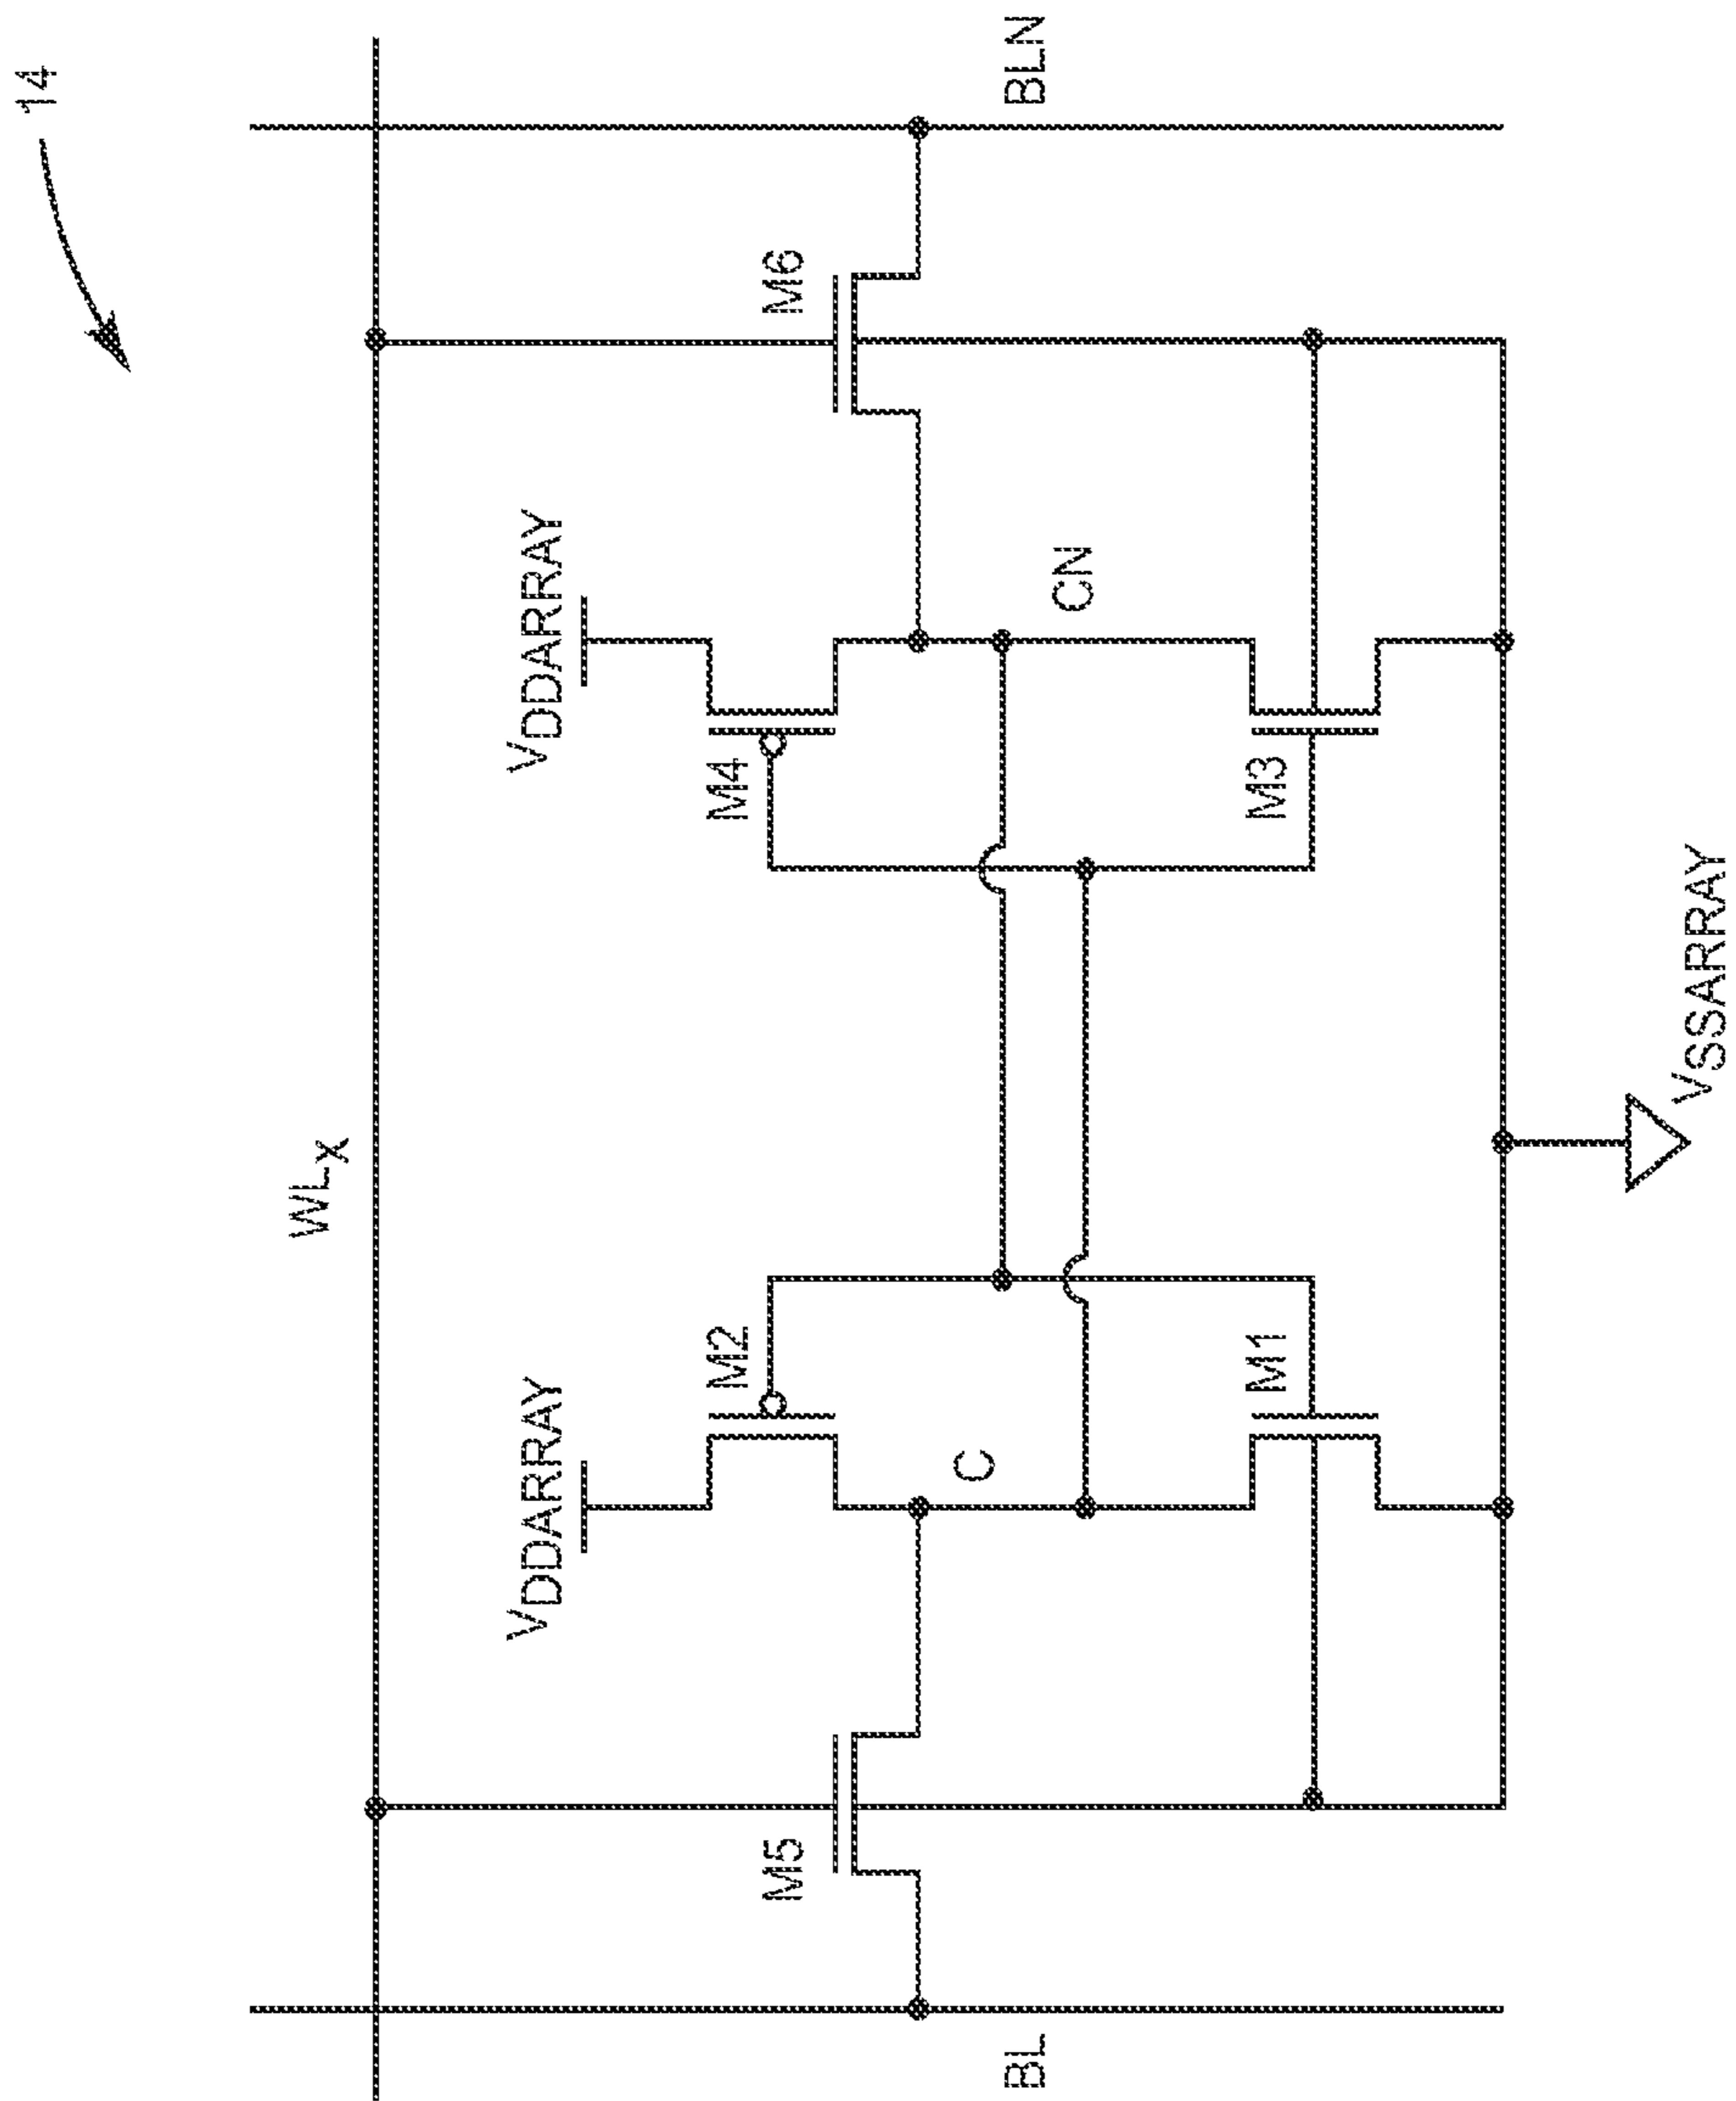 14
WLX
VDDARRAY
VDDARRAY
M2
M4
M5
M6
C
BL
CN
BLN
M1
M3
VSSARRAY